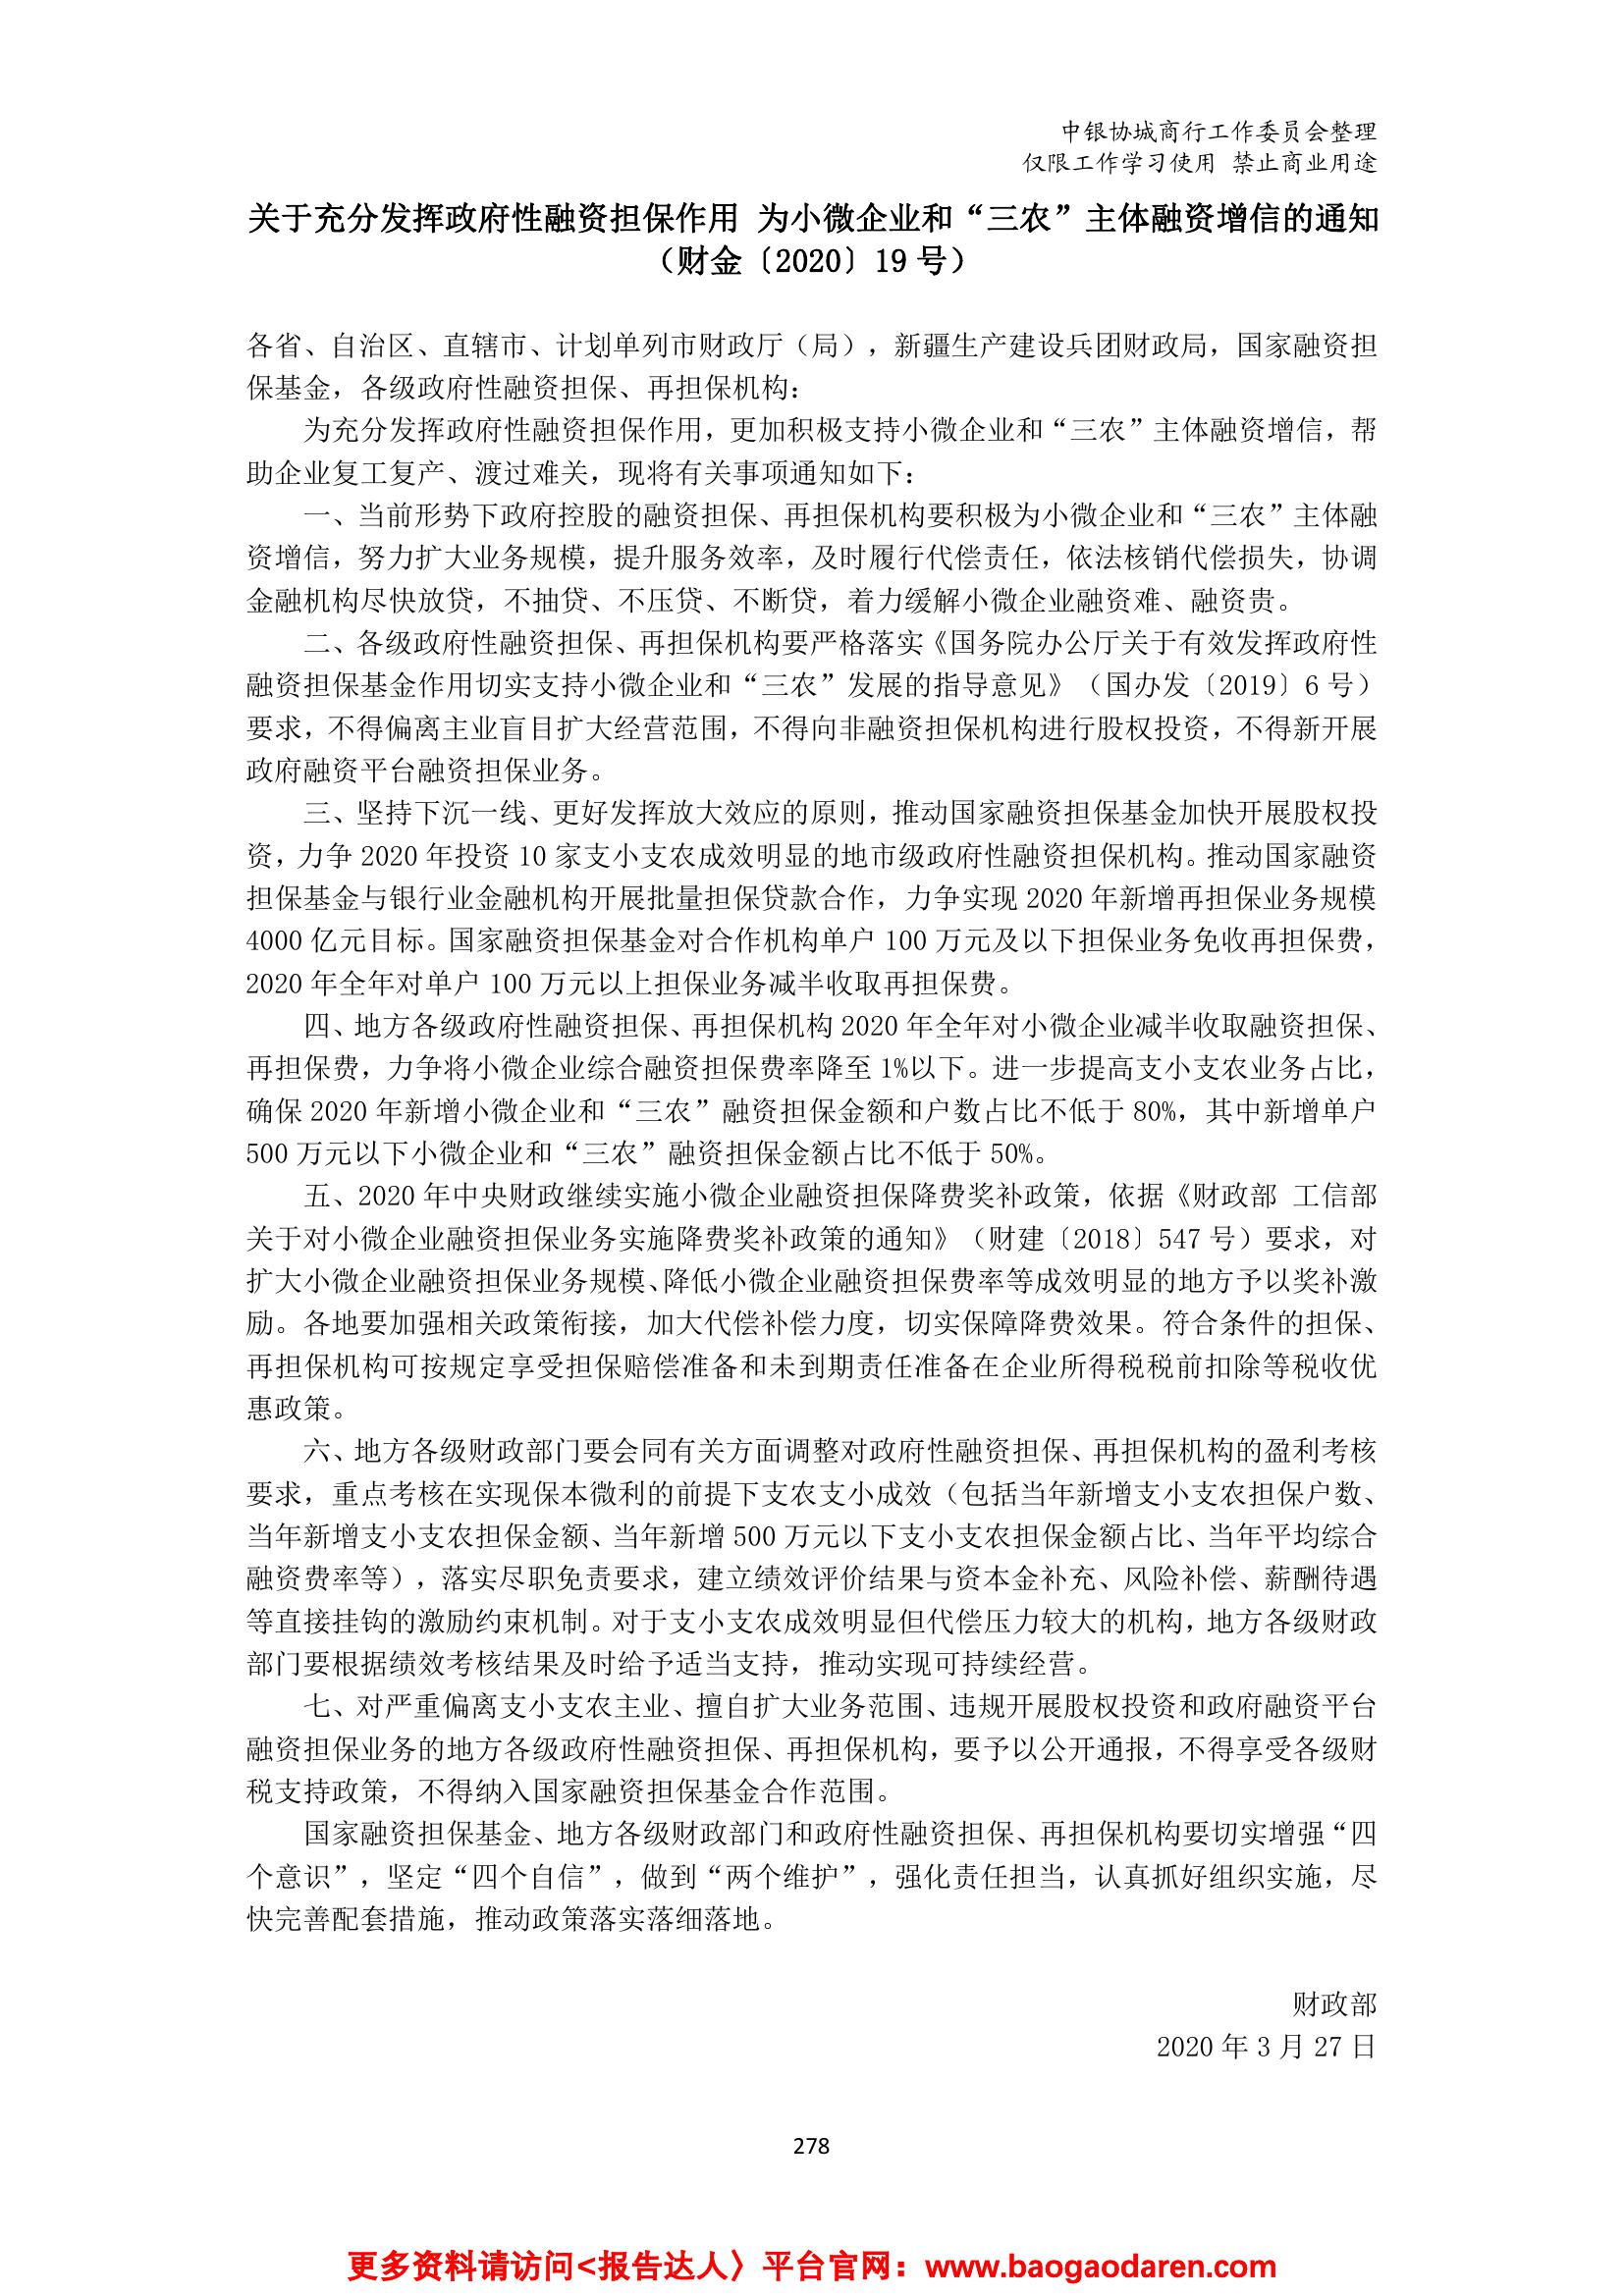 中银协城商行工作委员会整理
仅限工作学习使用 禁止商业用途
关于充分发挥政府性融资担保作用 为小微企业和“三农”主体融资增信的通知
（财金〔2020〕19 号）
各省、自治区、直辖市、计划单列市财政厅（局），新疆生产建设兵团财政局，国家融资担
保基金，各级政府性融资担保、再担保机构：
为充分发挥政府性融资担保作用，更加积极支持小微企业和“三农”主体融资增信，帮
助企业复工复产、渡过难关，现将有关事项通知如下：
一、当前形势下政府控股的融资担保、再担保机构要积极为小微企业和“三农”主体融
资增信，努力扩大业务规模，提升服务效率，及时履行代偿责任，依法核销代偿损失，协调
金融机构尽快放贷，不抽贷、不压贷、不断贷，着力缓解小微企业融资难、融资贵。
二、各级政府性融资担保、再担保机构要严格落实《国务院办公厅关于有效发挥政府性
融资担保基金作用切实支持小微企业和“三农”发展的指导意见》（国办发〔2019〕6 号）
要求，不得偏离主业盲目扩大经营范围，不得向非融资担保机构进行股权投资，不得新开展
政府融资平台融资担保业务。
三、坚持下沉一线、更好发挥放大效应的原则，推动国家融资担保基金加快开展股权投
资，力争 2020 年投资 10 家支小支农成效明显的地市级政府性融资担保机构。推动国家融资
担保基金与银行业金融机构开展批量担保贷款合作，力争实现 2020 年新增再担保业务规模
4000 亿元目标。国家融资担保基金对合作机构单户 100 万元及以下担保业务免收再担保费，
2020 年全年对单户 100 万元以上担保业务减半收取再担保费。
四、地方各级政府性融资担保、再担保机构 2020 年全年对小微企业减半收取融资担保、
再担保费，力争将小微企业综合融资担保费率降至 1%以下。进一步提高支小支农业务占比，
确保 2020 年新增小微企业和“三农”融资担保金额和户数占比不低于 80%，其中新增单户
500 万元以下小微企业和“三农”融资担保金额占比不低于 50%。
五、2020 年中央财政继续实施小微企业融资担保降费奖补政策，依据《财政部 工信部
关于对小微企业融资担保业务实施降费奖补政策的通知》（财建〔2018〕547 号）要求，对
扩大小微企业融资担保业务规模、降低小微企业融资担保费率等成效明显的地方予以奖补激
励。各地要加强相关政策衔接，加大代偿补偿力度，切实保障降费效果。符合条件的担保、
再担保机构可按规定享受担保赔偿准备和未到期责任准备在企业所得税税前扣除等税收优
惠政策。
六、地方各级财政部门要会同有关方面调整对政府性融资担保、再担保机构的盈利考核
要求，重点考核在实现保本微利的前提下支农支小成效（包括当年新增支小支农担保户数、
当年新增支小支农担保金额、当年新增 500 万元以下支小支农担保金额占比、当年平均综合
融资费率等），落实尽职免责要求，建立绩效评价结果与资本金补充、风险补偿、薪酬待遇
等直接挂钩的激励约束机制。对于支小支农成效明显但代偿压力较大的机构，地方各级财政
部门要根据绩效考核结果及时给予适当支持，推动实现可持续经营。
七、对严重偏离支小支农主业、擅自扩大业务范围、违规开展股权投资和政府融资平台
融资担保业务的地方各级政府性融资担保、再担保机构，要予以公开通报，不得享受各级财
税支持政策，不得纳入国家融资担保基金合作范围。
国家融资担保基金、地方各级财政部门和政府性融资担保、再担保机构要切实增强“四
个意识”，坚定“四个自信”，做到“两个维护”，强化责任担当，认真抓好组织实施，尽
快完善配套措施，推动政策落实落细落地。
财政部
2020 年 3 月 27 日
278
更多资料请访问<报告达人〉平台官网：www.baogaodaren.com